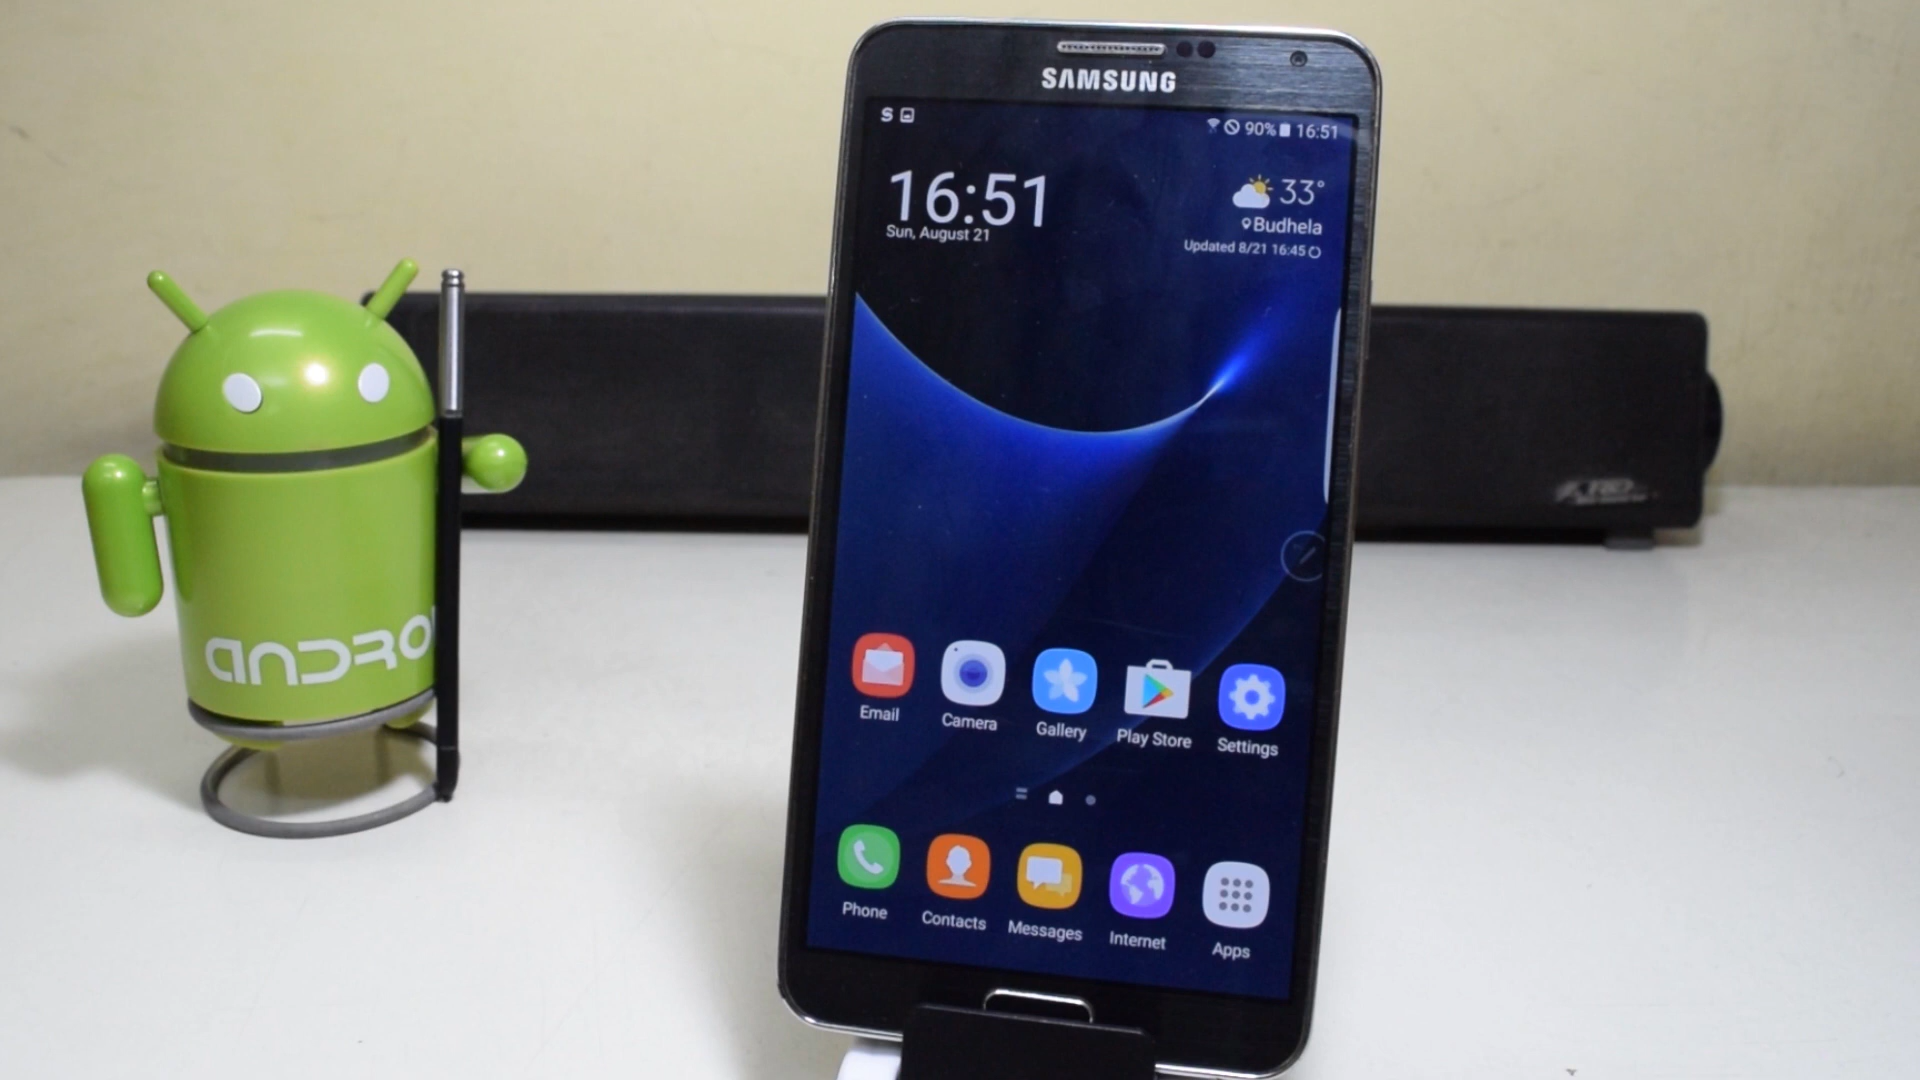 SAMSUNG
S
90% 16:51
16:51
Sun, August 21
33°
Budhela
Updated 8/21 16:45
Email
Camera
Gallery
Play Store
Settings
Phone
Contacts
Messages
Internet
Apps
ANDRO